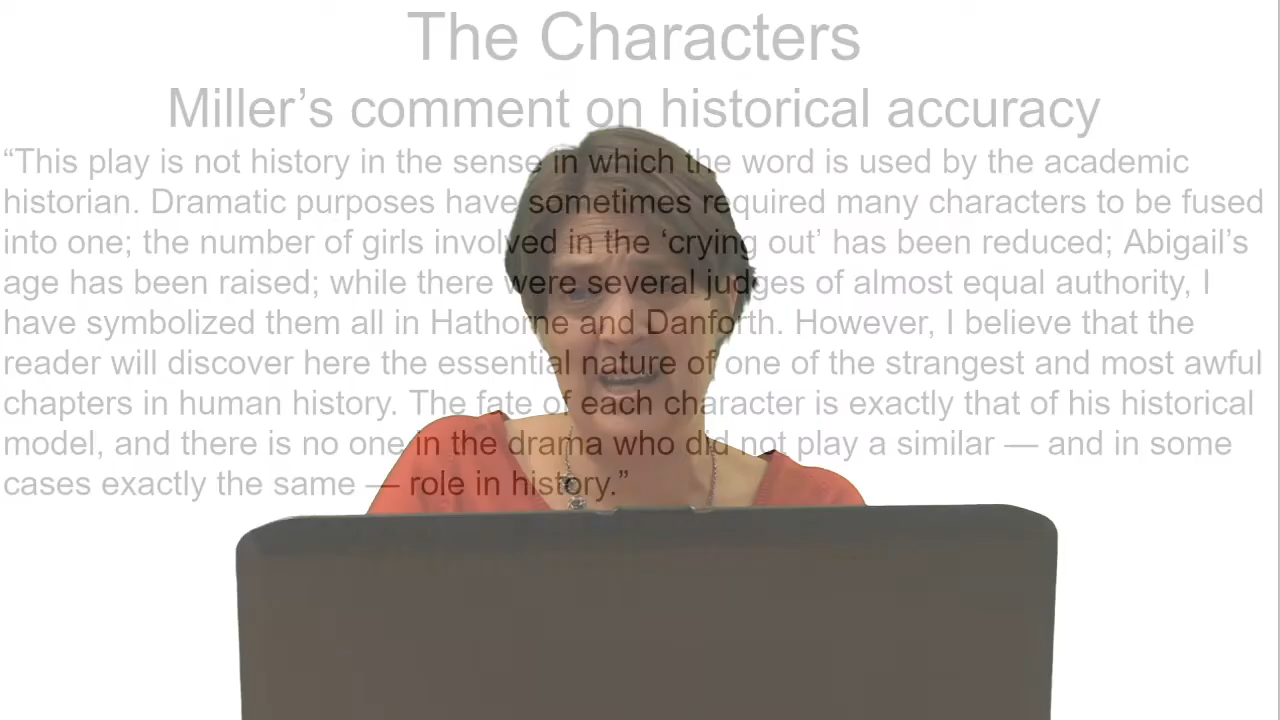 The Characters
Miller’s comment on historical accuracy
“This play is not history in the sense in which the word is used by the academic
historian. Dramatic purposes have sometimes required many characters to be fused
into one; the number of girls involved in the ‘crying out’ has been reduced; Abigail’s
age has been raised; while there were several judges of almost equal authority, I
have symbolized them all in Hathorne and Danforth. However, I believe that the
reader will discover here the essential nature of one of the strangest and most awful
chapters in human history. The fate of each character is exactly that of his historical
model, and there is no one in the drama who did not play a similar — and in some
cases exactly the same — role in history.”